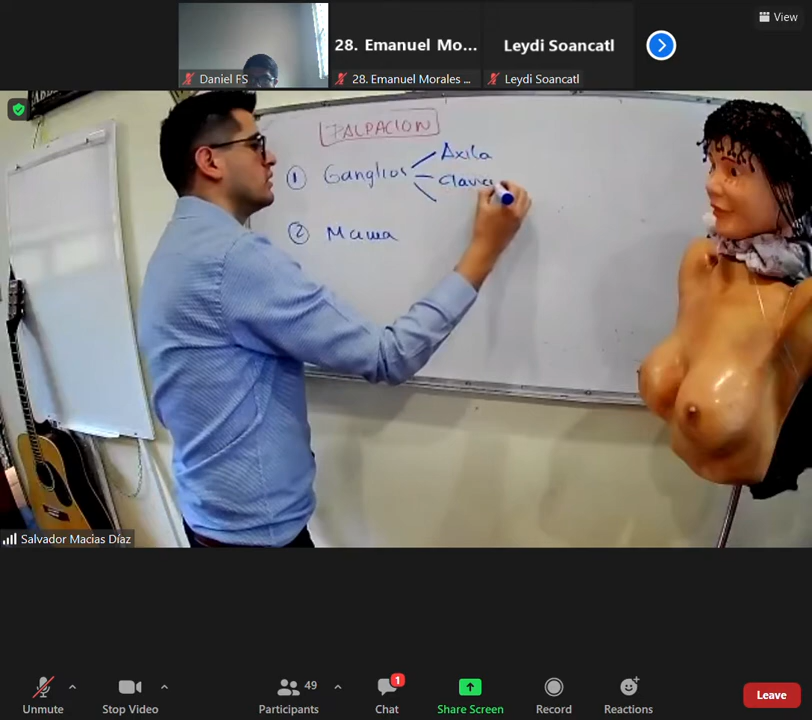 View
28. Emanuel Mo...
Leydi Soancatl
Daniel FS
28. Emanuel Morales ...
Leydi Soancatl
PALPACION
① Ganglios
Axila
Clavic
② Mama
Salvador Macias Díaz
Unmute
Stop Video
49
Participants
1
Chat
Share Screen
Record
Reactions
Leave